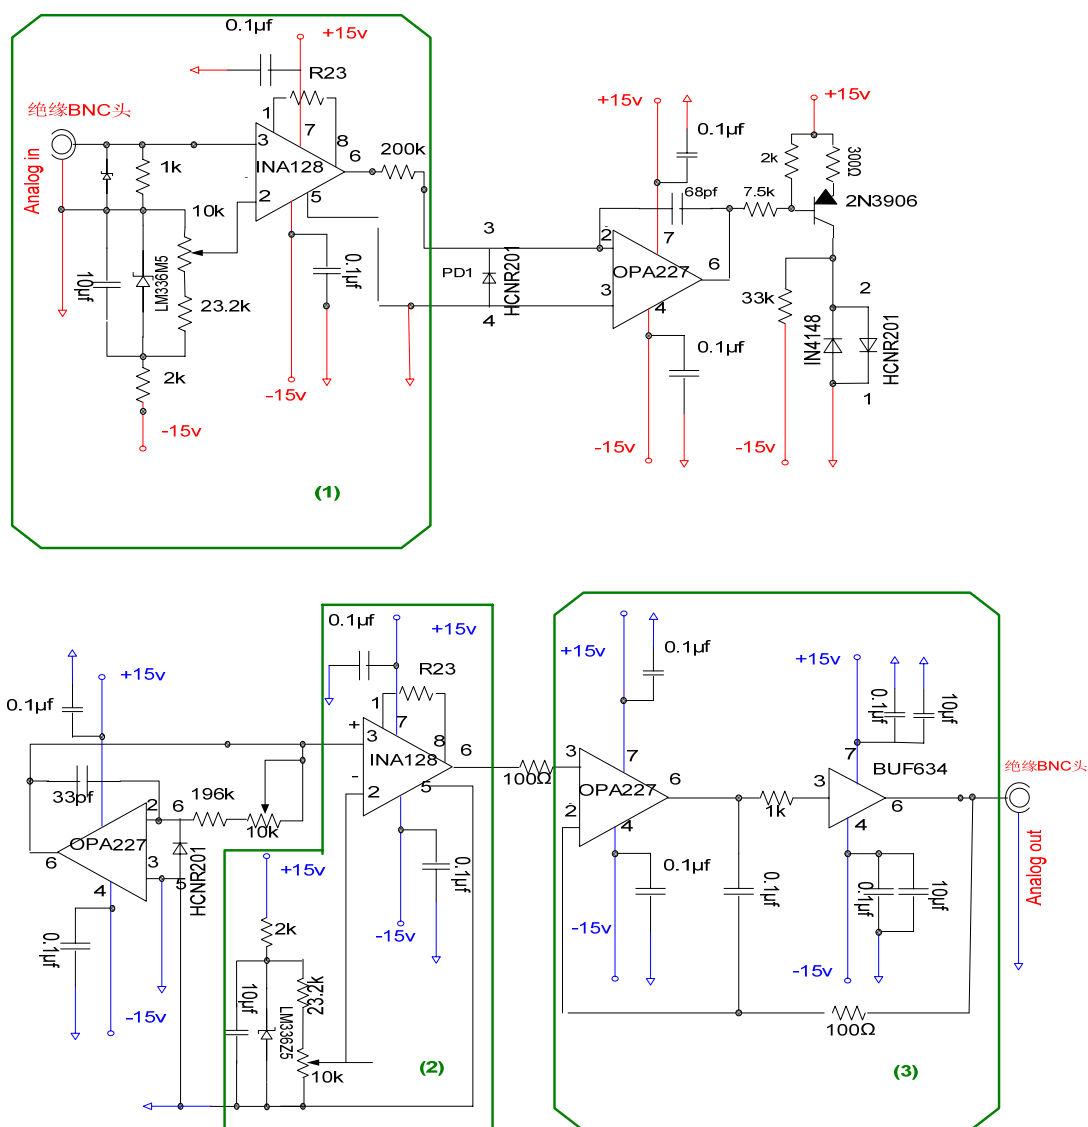 0.1µf
+15v
R23
绝缘BNC头
1
7
8
3
6
200k
Analog in
1k
INA128
2
5
10k
10µf
LM336M5
23.2k
0.1µf
2k
-15v
-15v
(1)
+15v
0.1µf
+15v
2k
300Ω
68pf
7.5k
2N3906
3
2
7
PD1
HCNR201
OPA227
6
3
4
4
33k
2
0.1µf
IN4148
HCNR201
1
-15v
-15v
0.1µf
+15v
+15v
0.1µf
+15v
+15v
R23
0.1µf
1
7
8
+
3
6
INA128
-
2
5
0.1µf
10µf
7
3
BUF634
绝缘BNC头
33pf
196k
10k
2
6
OPA227
6
3
5
4
HCNR201
0.1µf
-15v
100Ω
3
7
6
OPA227
2
4
1k
6
4
0.1µf
0.1µf
0.1µf
10µf
Analog out
+15v
2k
0.1µf
-15v
-15v
-15v
10µf
LM336Z5
23.2k
10k
100Ω
(2)
(3)